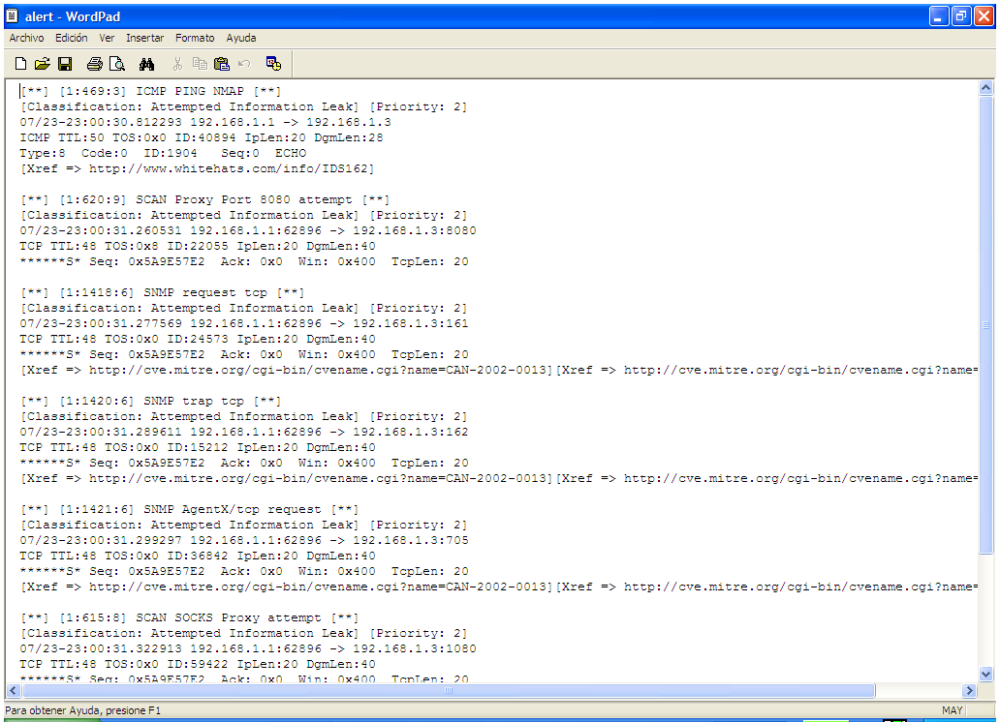 alert - WordPad
Archivo Edición Ver Insertar Formato Ayuda
[**] [1:469:3] ICMP PING NMAP [**]
[Classification: Attempted Information Leak] [Priority: 2]
07/23-23:00:30.812293 192.168.1.1 -> 192.168.1.3
ICMP TTL:50 TOS:0x0 ID:40894 IpLen:20 DgmLen:28
Type:8  Code:0  ID:1904   Seq:0  ECHO
[Xref => http://www.whitehats.com/info/IDS162]
[**] [1:620:9] SCAN Proxy Port 8080 attempt [**]
[Classification: Attempted Information Leak] [Priority: 2]
07/23-23:00:31.260531 192.168.1.1:62896 -> 192.168.1.3:8080
TCP TTL:48 TOS:0x8 ID:22055 IpLen:20 DgmLen:40
******S* Seq: 0x5A9E57E2  Ack: 0x0  Win: 0x400  TcpLen: 20
[**] [1:1418:6] SNMP request tcp [**]
[Classification: Attempted Information Leak] [Priority: 2]
07/23-23:00:31.277569 192.168.1.1:62896 -> 192.168.1.3:161
TCP TTL:48 TOS:0x0 ID:24573 IpLen:20 DgmLen:40
******S* Seq: 0x5A9E57E2  Ack: 0x0  Win: 0x400  TcpLen: 20
[Xref => http://cve.mitre.org/cgi-bin/cvename.cgi?name=CAN-2002-0013][Xref => http://cve.mitre.org/cgi-bin/cvename.cgi?name=
[**] [1:1420:6] SNMP trap tcp [**]
[Classification: Attempted Information Leak] [Priority: 2]
07/23-23:00:31.289611 192.168.1.1:62896 -> 192.168.1.3:162
TCP TTL:48 TOS:0x0 ID:15212 IpLen:20 DgmLen:40
******S* Seq: 0x5A9E57E2  Ack: 0x0  Win: 0x400  TcpLen: 20
[Xref => http://cve.mitre.org/cgi-bin/cvename.cgi?name=CAN-2002-0013][Xref => http://cve.mitre.org/cgi-bin/cvename.cgi?name=
[**] [1:1421:6] SNMP AgentX/tcp request [**]
[Classification: Attempted Information Leak] [Priority: 2]
07/23-23:00:31.299297 192.168.1.1:62896 -> 192.168.1.3:705
TCP TTL:48 TOS:0x0 ID:36842 IpLen:20 DgmLen:40
******S* Seq: 0x5A9E57E2  Ack: 0x0  Win: 0x400  TcpLen: 20
[Xref => http://cve.mitre.org/cgi-bin/cvename.cgi?name=CAN-2002-0013][Xref => http://cve.mitre.org/cgi-bin/cvename.cgi?name=
[**] [1:615:8] SCAN SOCKS Proxy attempt [**]
[Classification: Attempted Information Leak] [Priority: 2]
07/23-23:00:31.322913 192.168.1.1:62896 -> 192.168.1.3:1080
TCP TTL:48 TOS:0x0 ID:59422 IpLen:20 DgmLen:40
******S* Seq: 0x5A9E57E2  Ack: 0x0  Win: 0x400  TcpLen: 20
Para obtener Ayuda, presione F1
MAY